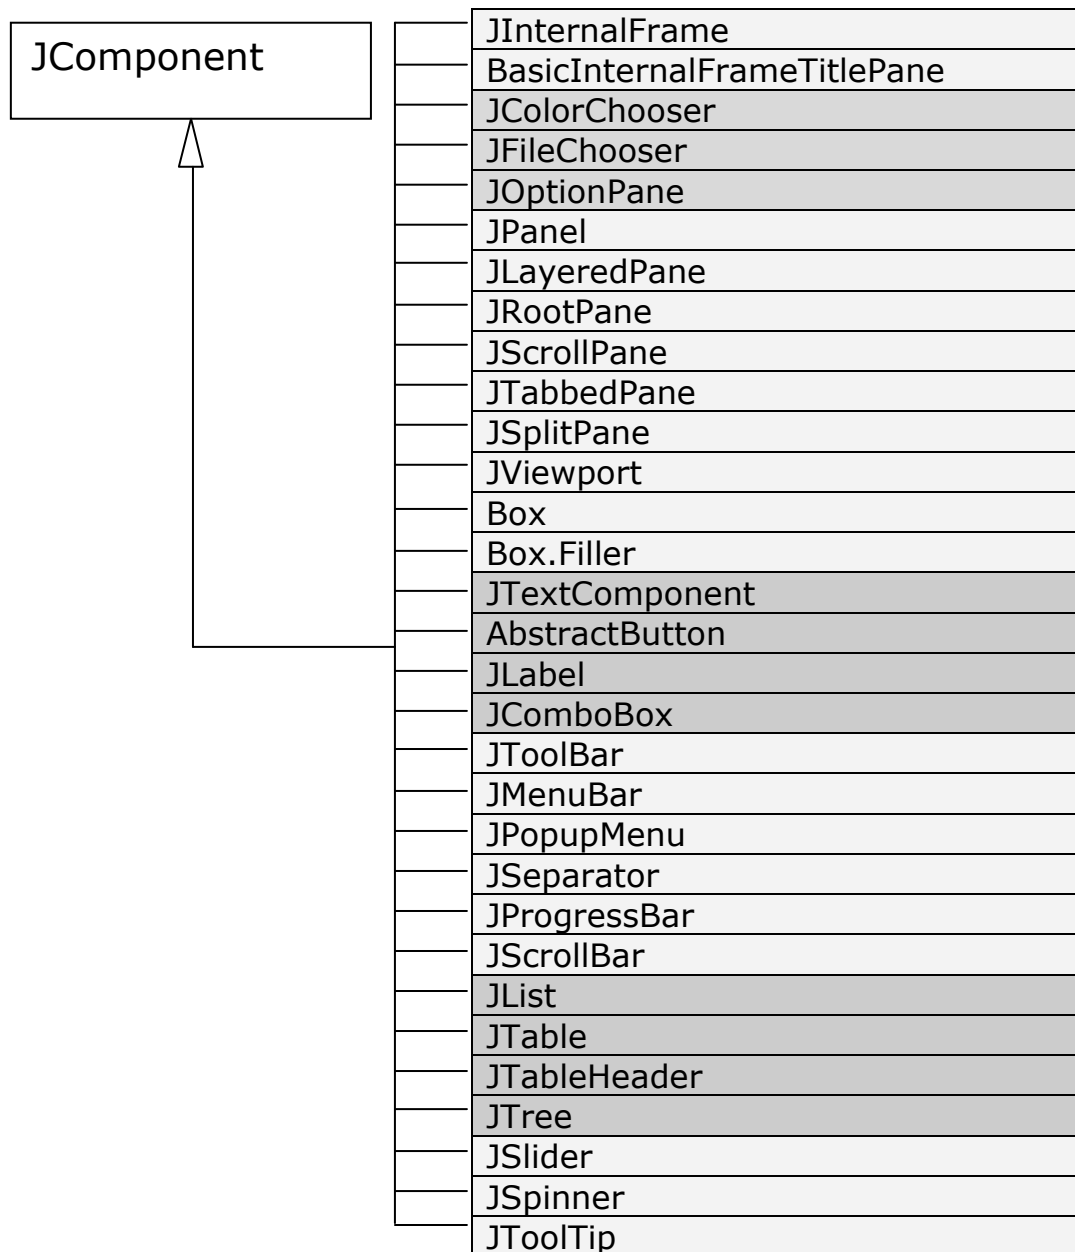 JComponent
JInternalFrame
BasicInternalFrameTitlePane
JColorChooser
JFileChooser
JOptionPane
JPanel
JLayeredPane
JRootPane
JScrollPane
JTabbedPane
JSplitPane
JViewport
Box
Box.Filler
JTextComponent
AbstractButton
JLabel
JComboBox
JToolBar
JMenuBar
JPopupMenu
JSeparator
JProgressBar
JScrollBar
JList
JTable
JTableHeader
JTree
JSlider
JSpinner
JToolTip